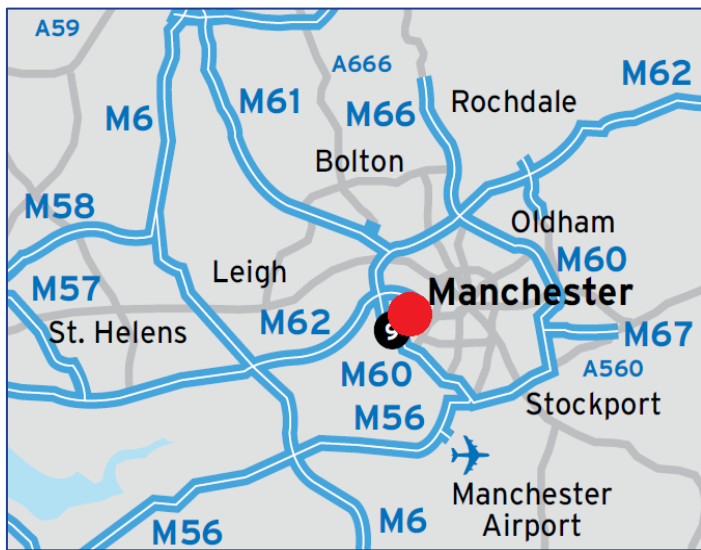 A59
A666
M62
M6
M61
M66
Rochdale
Bolton
M58
Oldham
Leigh
M60
M57
Manchester
St. Helens
M62
9
M67
M60
A560
M56
Stockport
Manchester
Airport
M56
M6